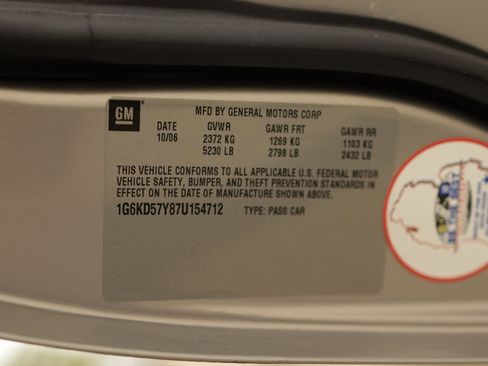 GM
MFD BY GENERAL MOTORS CORP
DATE GVWR GAWR FRT GAWR RR
10/06 2372 KG 1269 KG 1103 KG
5230 LB 2798 LB 2432 LB
THIS VEHICLE CONFORMS TO ALL APPLICABLE U.S. FEDERAL MOTOR
VEHICLE SAFETY, BUMPER, AND THEFT PREVENTION STANDARDS IN
EFFECT ON THE DATE OF MANUFACTURE SHOWN ABOVE.
1G6KD57Y87U154712 TYPE: PASS CAR